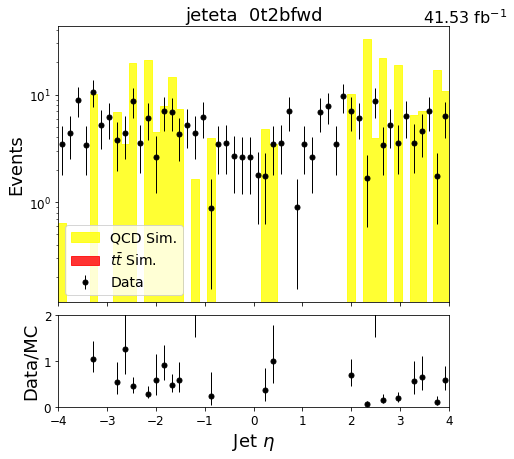 jeteta 0t2bfwd
41.53 fb⁻¹
Events
10¹
10⁰
QCD Sim.
tt̄ Sim.
Data
Data/MC
2
1
0
−4 −3 −2 −1 0 1 2 3 4
Jet η